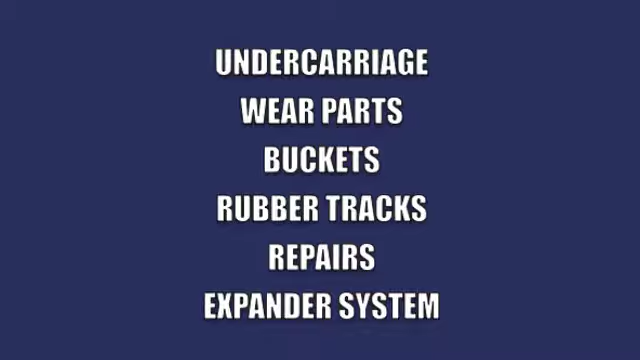 UNDERCARRIAGE
WEAR PARTS
BUCKETS
RUBBER TRACKS
REPAIRS
EXPANDER SYSTEM